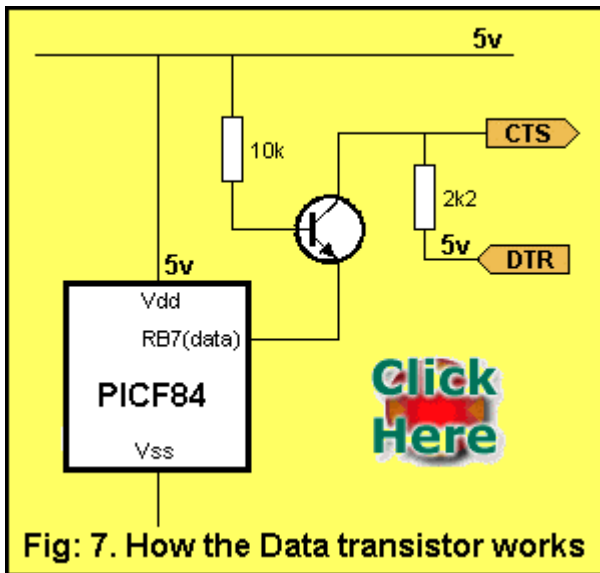 5v
CTS
10k
2k2
5v
5v
DTR
Vdd
RB7(data)
PICF84
Click
Here
Vss
Fig: 7. How the Data transistor works